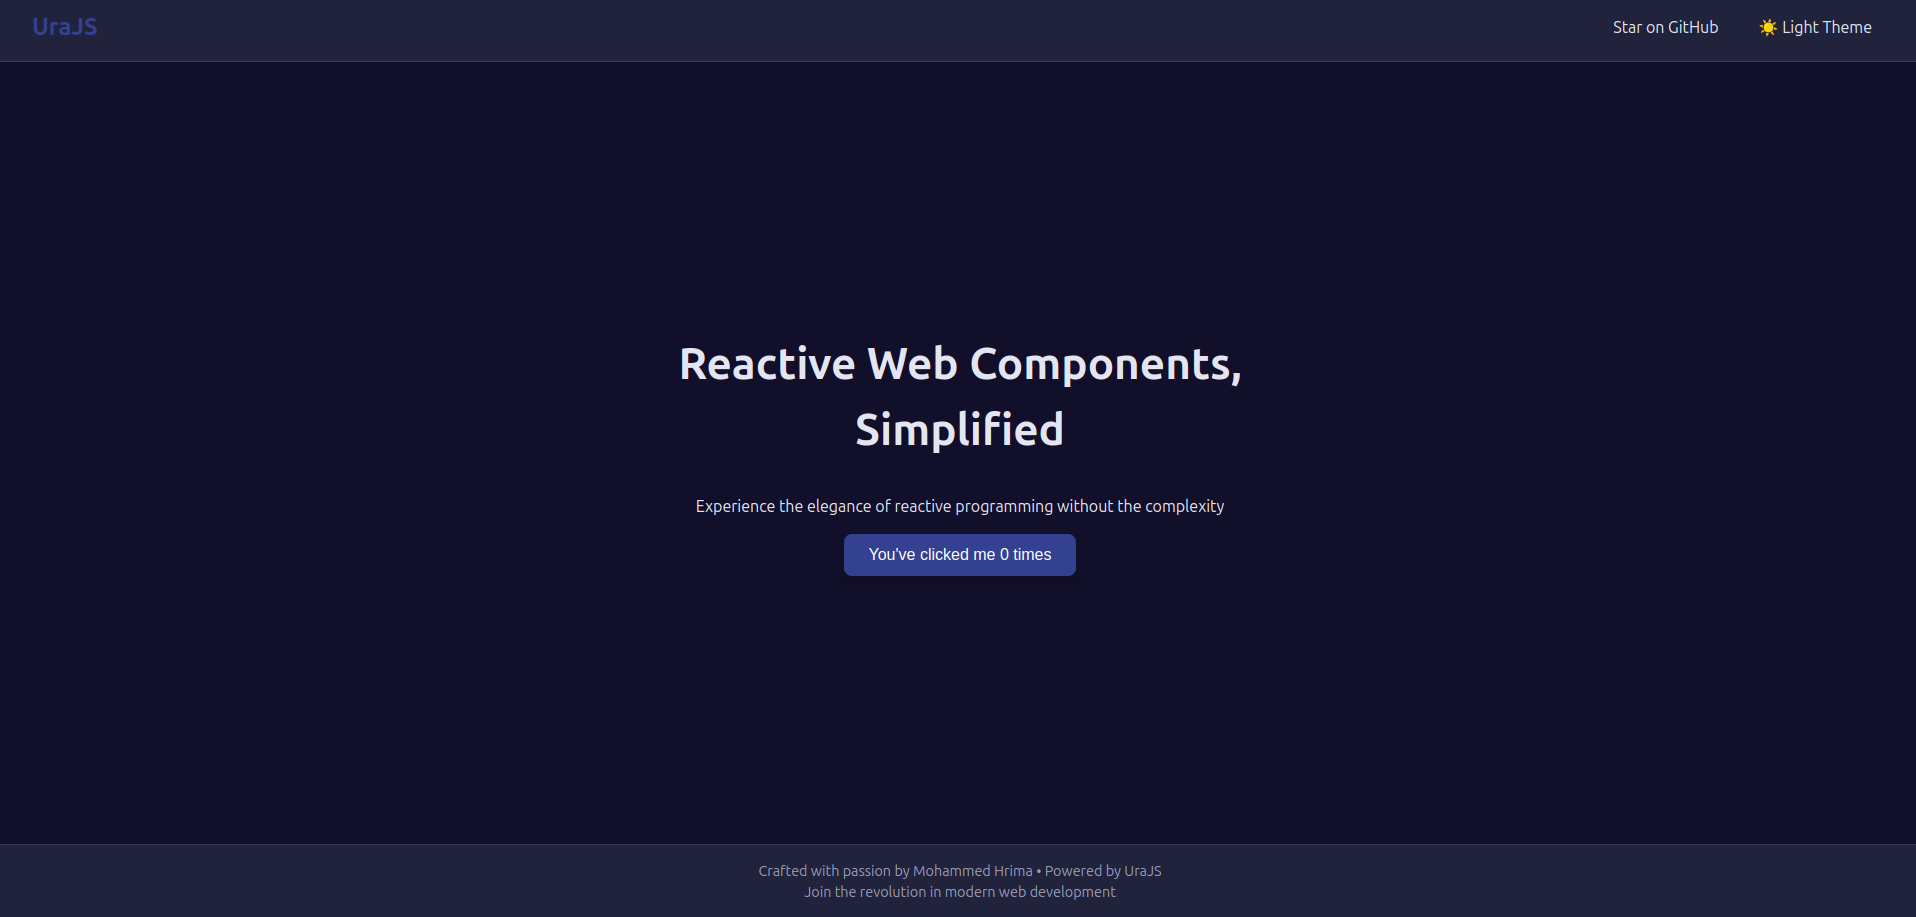 UraJS
Star on GitHub
☀️ Light Theme
Reactive Web Components,
Simplified
Experience the elegance of reactive programming without the complexity
You've clicked me 0 times
Crafted with passion by Mohammed Hrima • Powered by UraJS
Join the revolution in modern web development